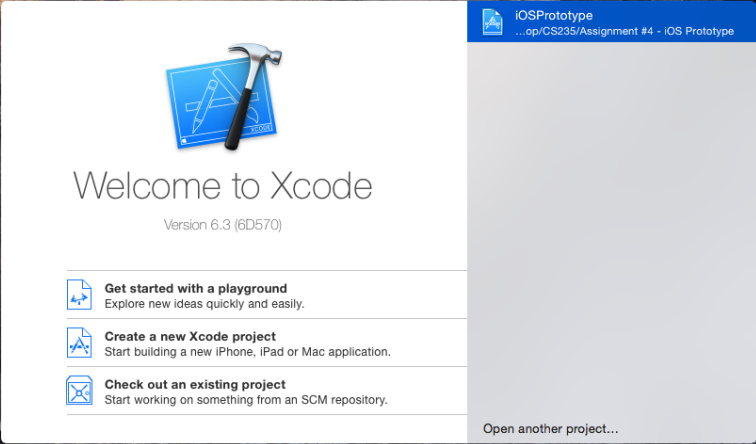 iOSPrototype
...op/CS235/Assignment #4 - iOS Prototype
XCODE
Welcome to Xcode
Version 6.3 (6D570)
Get started with a playground
Explore new ideas quickly and easily.
Create a new Xcode project
Start building a new iPhone, iPad or Mac application.
Check out an existing project
Start working on something from an SCM repository.
Open another project...